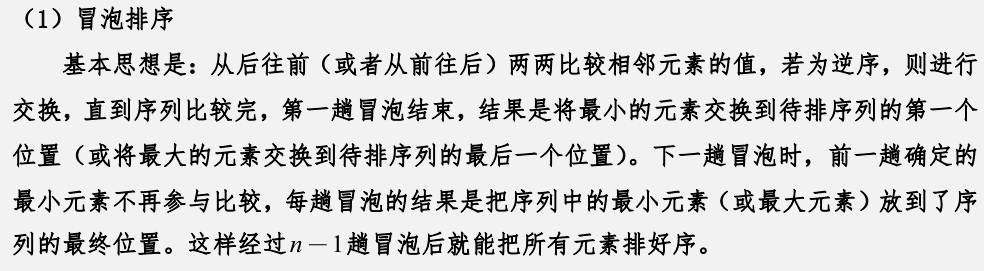 （1）冒泡排序
基本思想是：从后往前（或者从前往后）两两比较相邻元素的值，若为逆序，则进行
交换，直到序列比较完，第一趟冒泡结束，结果是将最小的元素交换到待排序列的第一个
位置（或将最大的元素交换到待排序列的最后一个位置）。下一趟冒泡时，前一趟确定的
最小元素不再参与比较，每趟冒泡的结果是把序列中的最小元素（或最大元素）放到了序
列的最终位置。这样经过n－1趟冒泡后就能把所有元素排好序。